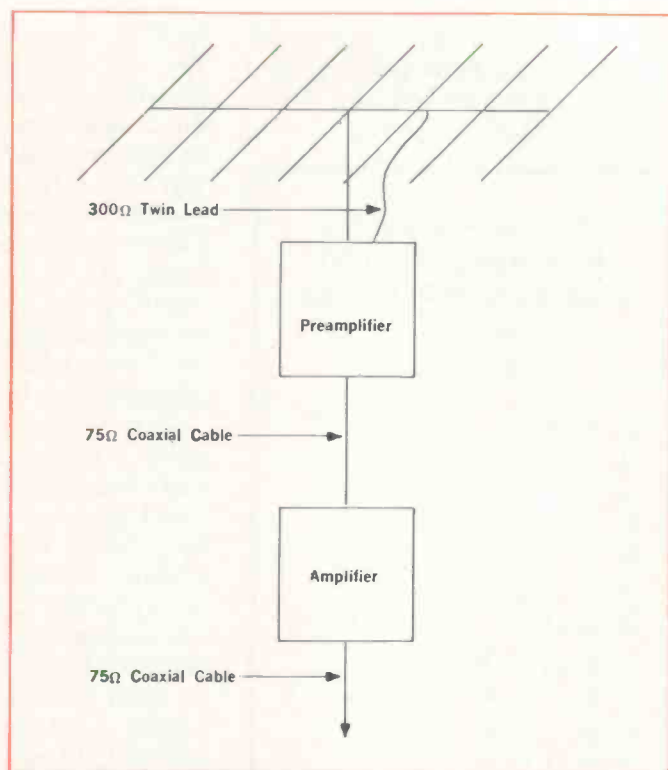 300Ω Twin Lead
Preamplifier
75Ω Coaxial Cable
Amplifier
75Ω Coaxial Cable